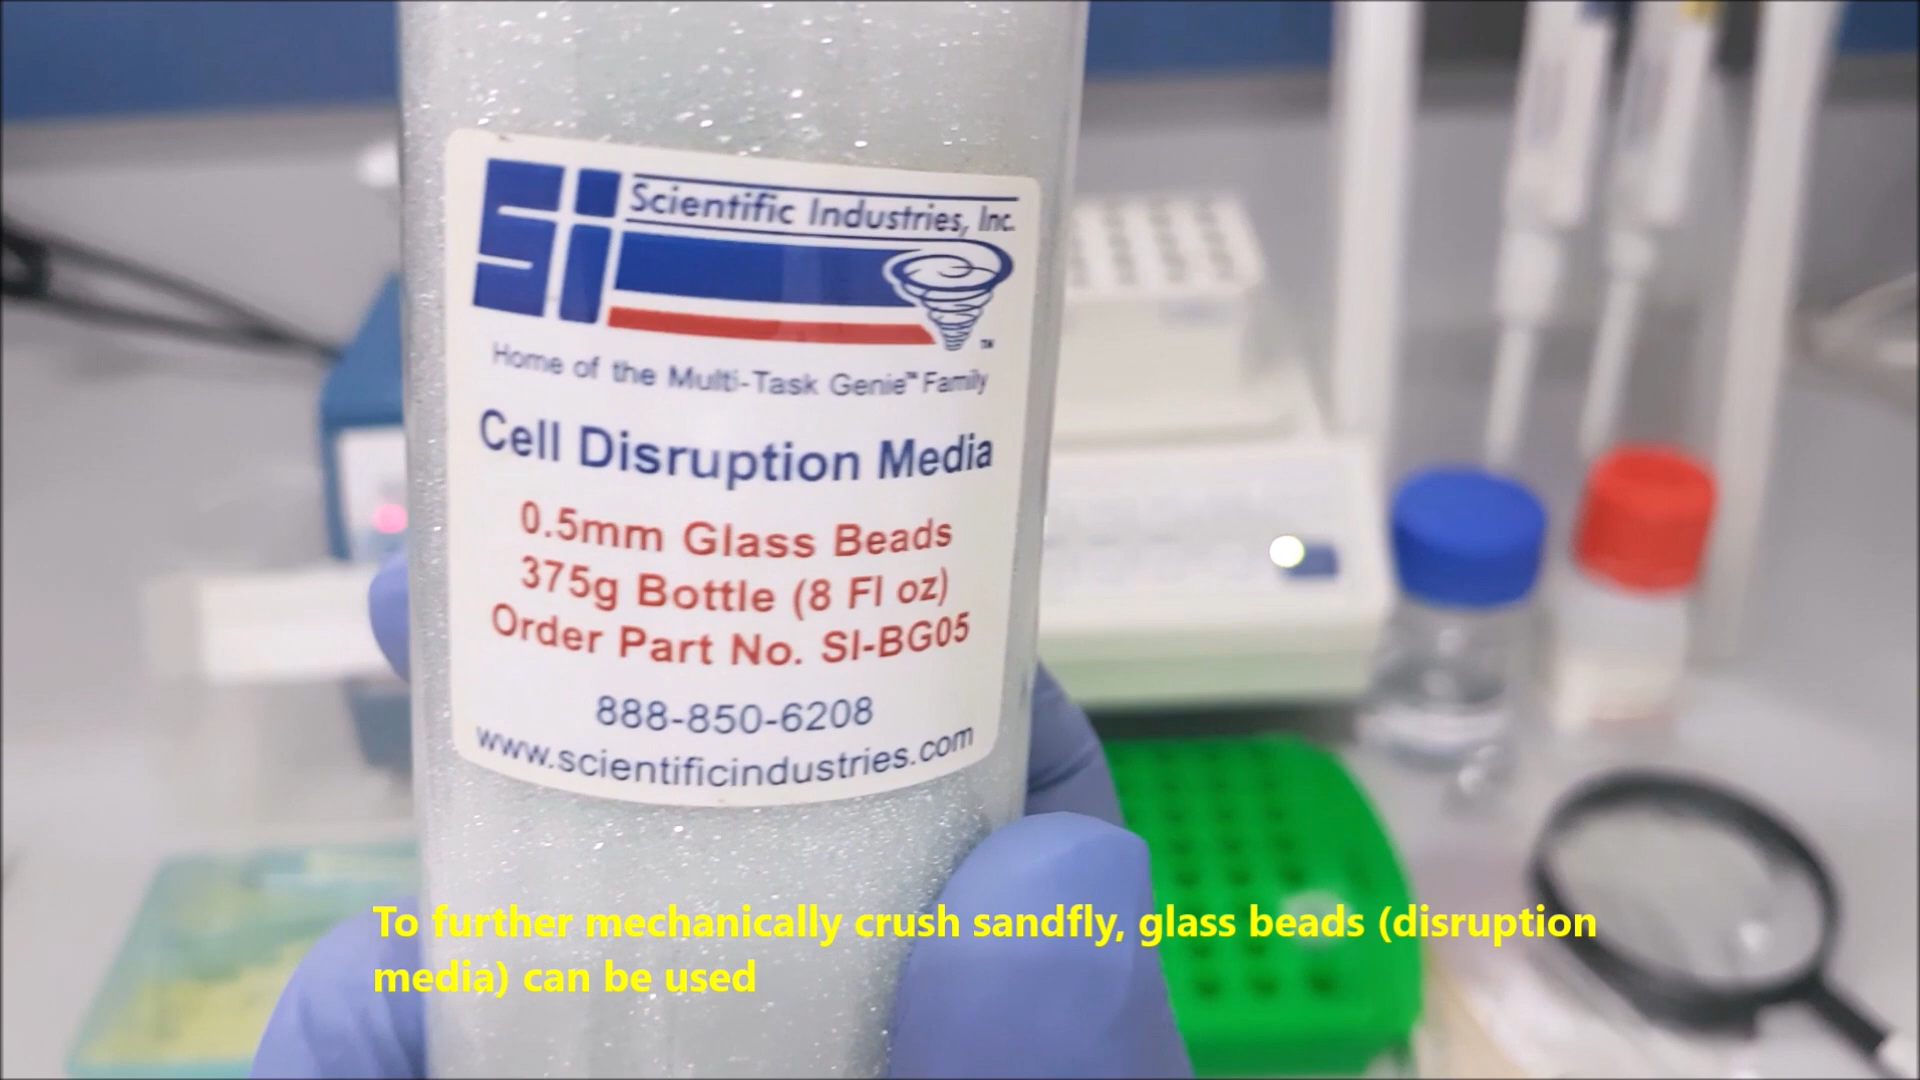 Si Scientific Industries, Inc.
TM
Home of the Multi-Task Genie™ Family
Cell Disruption Media
0.5mm Glass Beads
375g Bottle (8 Fl oz)
Order Part No. SI-BG05
888-850-6208
www.scientificindustries.com
To further mechanically crush sandfly, glass beads (disruption
media) can be used